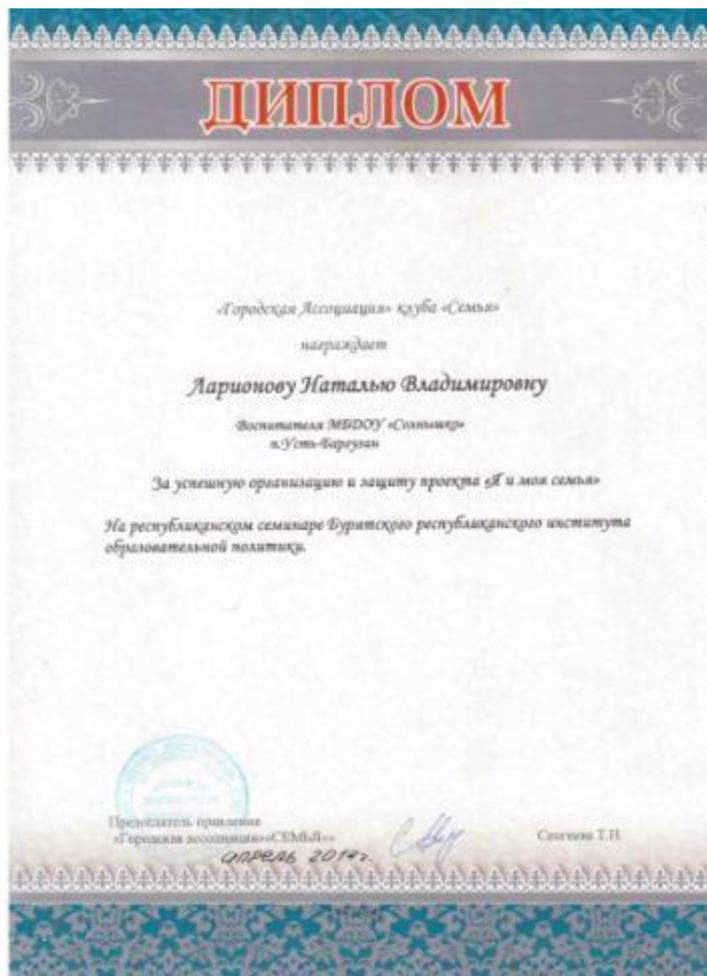 ДИПЛОМ
«Городская Ассоциация» клуба «Семья»
награждает
Ларионову Наталью Владимировну
Воспитателя МБДОУ «Солнышко»
п.Усть-Баргузин
За успешную организацию и защиту проекта «Я и моя семья»
На республиканском семинаре Бурятского республиканского института
образовательной политики.
Председатель правления
«Городская ассоциация»«СЕМЬЯ»»
апрель 2014г.